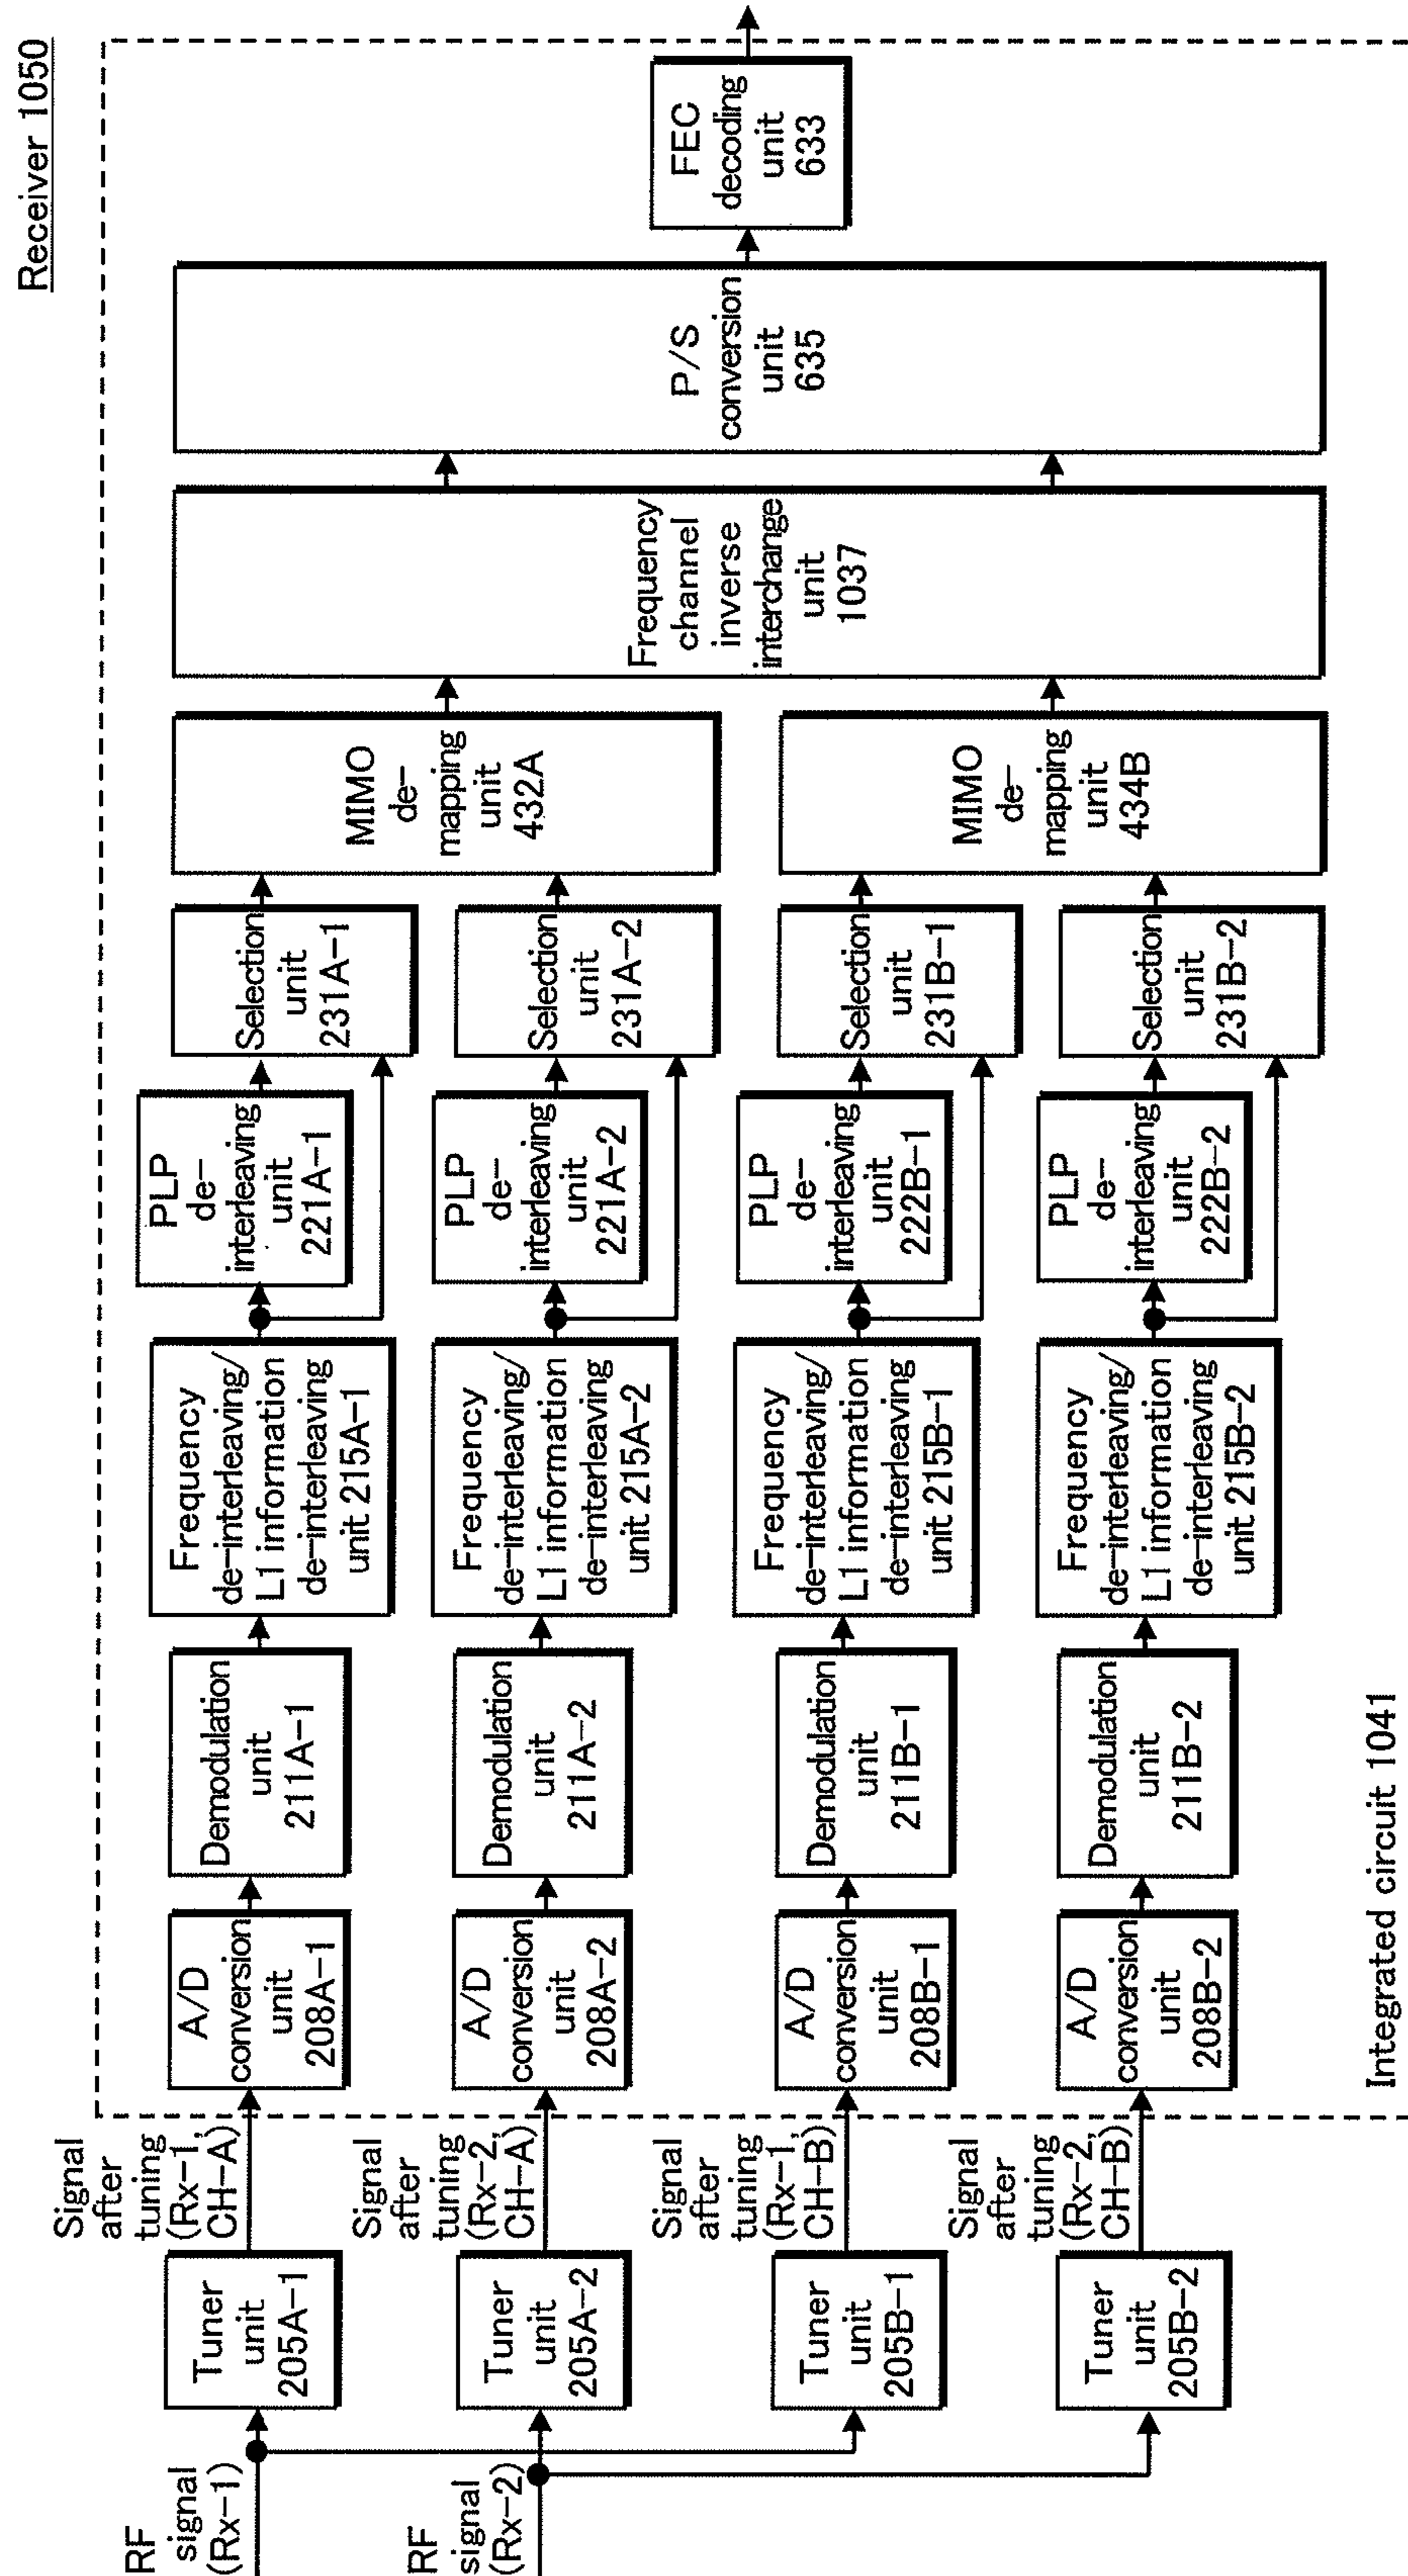 Receiver 1050
RF
signal
(Rx-1)
RF
signal
(Rx-2)
Tuner
unit
205A-1
Tuner
unit
205A-2
Tuner
unit
205B-1
Tuner
unit
205B-2
Signal
after
tuning
(Rx-1,
CH-A)
Signal
after
tuning
(Rx-2,
CH-A)
Signal
after
tuning
(Rx-1,
CH-B)
Signal
after
tuning
(Rx-2,
CH-B)
A/D
conversion
unit
208A-1
A/D
conversion
unit
208A-2
A/D
conversion
unit
208B-1
A/D
conversion
unit
208B-2
Demodulation
unit
211A-1
Demodulation
unit
211A-2
Demodulation
unit
211B-1
Demodulation
unit
211B-2
Frequency
de-interleaving/
L1 information
de-interleaving
unit 215A-1
Frequency
de-interleaving/
L1 information
de-interleaving
unit 215A-2
Frequency
de-interleaving/
L1 information
de-interleaving
unit 215B-1
Frequency
de-interleaving/
L1 information
de-interleaving
unit 215B-2
PLP
de-
interleaving
unit
221A-1
PLP
de-
interleaving
unit
221A-2
PLP
de-
interleaving
unit
222B-1
PLP
de-
interleaving
unit
222B-2
Selection
unit
231A-1
Selection
unit
231A-2
Selection
unit
231B-1
Selection
unit
231B-2
MIMO
de-
mapping
unit
432A
MIMO
de-
mapping
unit
434B
Frequency
channel
inverse
interchange
unit
1037
P/S
conversion
unit
635
FEC
decoding
unit
633
Integrated circuit 1041